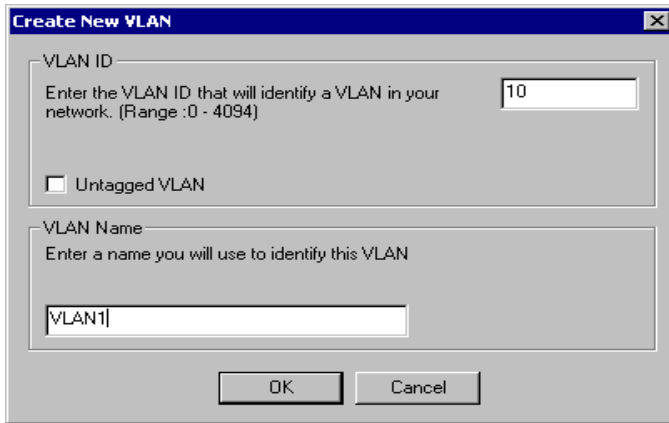 Create New VLAN
VLAN ID
Enter the VLAN ID that will identify a VLAN in your
network. (Range :0 - 4094)
10
Untagged VLAN
VLAN Name
Enter a name you will use to identify this VLAN
VLAN1
OK
Cancel